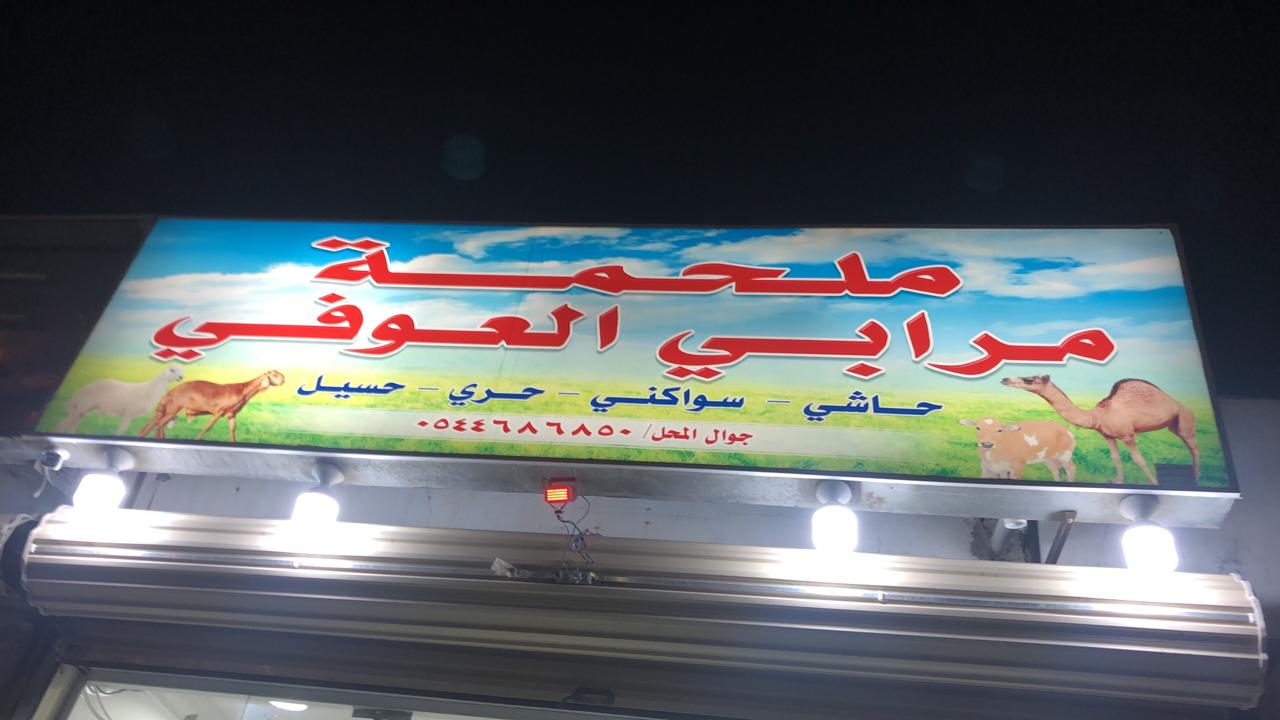 ملحمة
مرابي العوفي
حاشي - سواكني - حري - حسيل
جوال المحل/ ٠٥٤٤٦٨٦٨٥٠